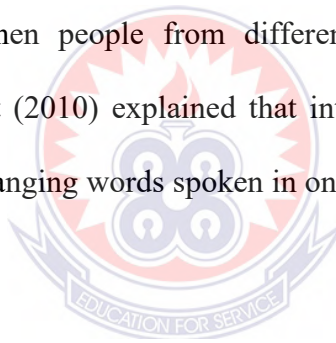 hen people from differen
(2010) explained that in
anging words spoken in on
EDUCATION FOR SERVICE